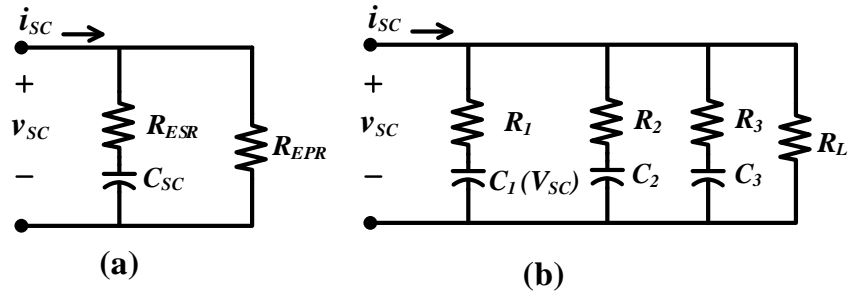 i_SC
+
v_SC
−
R_ESR
C_SC
R_EPR
(a)
i_SC
+
v_SC
−
R_1
C_1(V_SC)
R_2
C_2
R_3
C_3
R_L
(b)